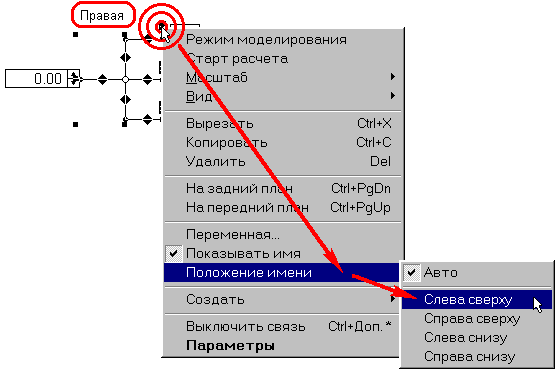 Правая
0.00
Режим моделирования
Старт расчета
Масштаб
Вид
Вырезать Ctrl+X
Копировать Ctrl+C
Удалить Del
На задний план Ctrl+PgDn
На передний план Ctrl+PgUp
Переменная...
Показывать имя
Положение имени
Авто
Слева сверху
Справа сверху
Слева снизу
Справа снизу
Создать
Выключить связь Ctrl+Доп.*
Параметры